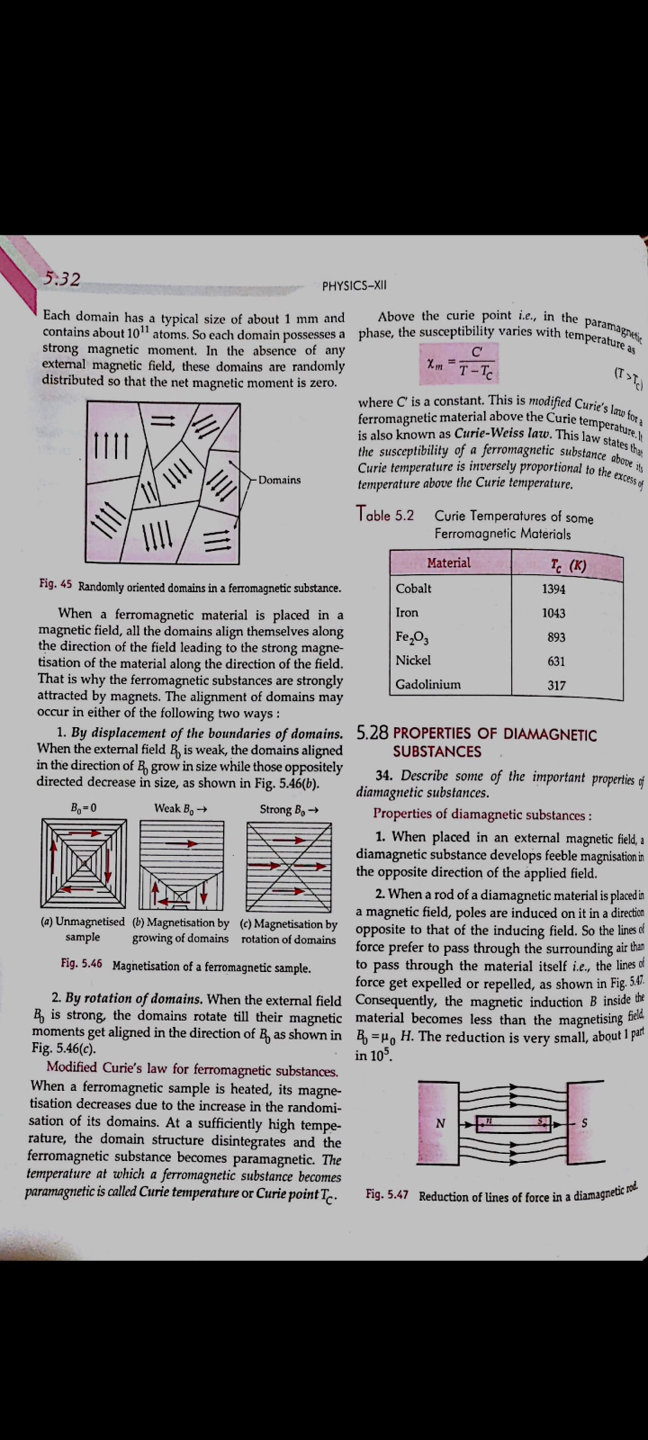 5.32
PHYSICS–XII
Each domain has a typical size of about 1 mm and
contains about 10¹¹ atoms. So each domain possesses a
strong magnetic moment. In the absence of any
external magnetic field, these domains are randomly
distributed so that the net magnetic moment is zero.
Domains
Fig. 45 Randomly oriented domains in a ferromagnetic substance.
When a ferromagnetic material is placed in a
magnetic field, all the domains align themselves along
the direction of the field leading to the strong magne-
tisation of the material along the direction of the field.
That is why the ferromagnetic substances are strongly
attracted by magnets. The alignment of domains may
occur in either of the following two ways :
1. By displacement of the boundaries of domains.
When the external field B₀ is weak, the domains aligned
in the direction of B₀ grow in size while those oppositely
directed decrease in size, as shown in Fig. 5.46(b).
B₀ = 0 Weak B₀ → Strong B₀ →
(a) Unmagnetised (b) Magnetisation by (c) Magnetisation by
sample growing of domains rotation of domains
Fig. 5.46 Magnetisation of a ferromagnetic sample.
2. By rotation of domains. When the external field
B₀ is strong, the domains rotate till their magnetic
moments get aligned in the direction of B₀ as shown in
Fig. 5.46(c).
Modified Curie's law for ferromagnetic substances.
When a ferromagnetic sample is heated, its magne-
tisation decreases due to the increase in the randomi-
sation of its domains. At a sufficiently high tempe-
rature, the domain structure disintegrates and the
ferromagnetic substance becomes paramagnetic. The
temperature at which a ferromagnetic substance becomes
paramagnetic is called Curie temperature or Curie point T_C.
Above the curie point i.e., in the paramagnetic
phase, the susceptibility varies with temperature as
χₘ = C' / (T – T_C) (T > T_C)
where C' is a constant. This is modified Curie's law for a
ferromagnetic material above the Curie temperature. It
is also known as Curie-Weiss law. This law states that
the susceptibility of a ferromagnetic substance above its
Curie temperature is inversely proportional to the excess of
temperature above the Curie temperature.
Table 5.2 Curie Temperatures of some
Ferromagnetic Materials
Material T_C (K)
Cobalt 1394
Iron 1043
Fe₂O₃ 893
Nickel 631
Gadolinium 317
5.28 PROPERTIES OF DIAMAGNETIC
SUBSTANCES
34. Describe some of the important properties of
diamagnetic substances.
Properties of diamagnetic substances :
1. When placed in an external magnetic field, a
diamagnetic substance develops feeble magnisation in
the opposite direction of the applied field.
2. When a rod of a diamagnetic material is placed in
a magnetic field, poles are induced on it in a direction
opposite to that of the inducing field. So the lines of
force prefer to pass through the surrounding air than
to pass through the material itself i.e., the lines of
force get expelled or repelled, as shown in Fig. 5.47.
Consequently, the magnetic induction B inside the
material becomes less than the magnetising field
B₀ = μ₀ H. The reduction is very small, about 1 part
in 10⁵.
N n s S
Fig. 5.47 Reduction of lines of force in a diamagnetic rod.